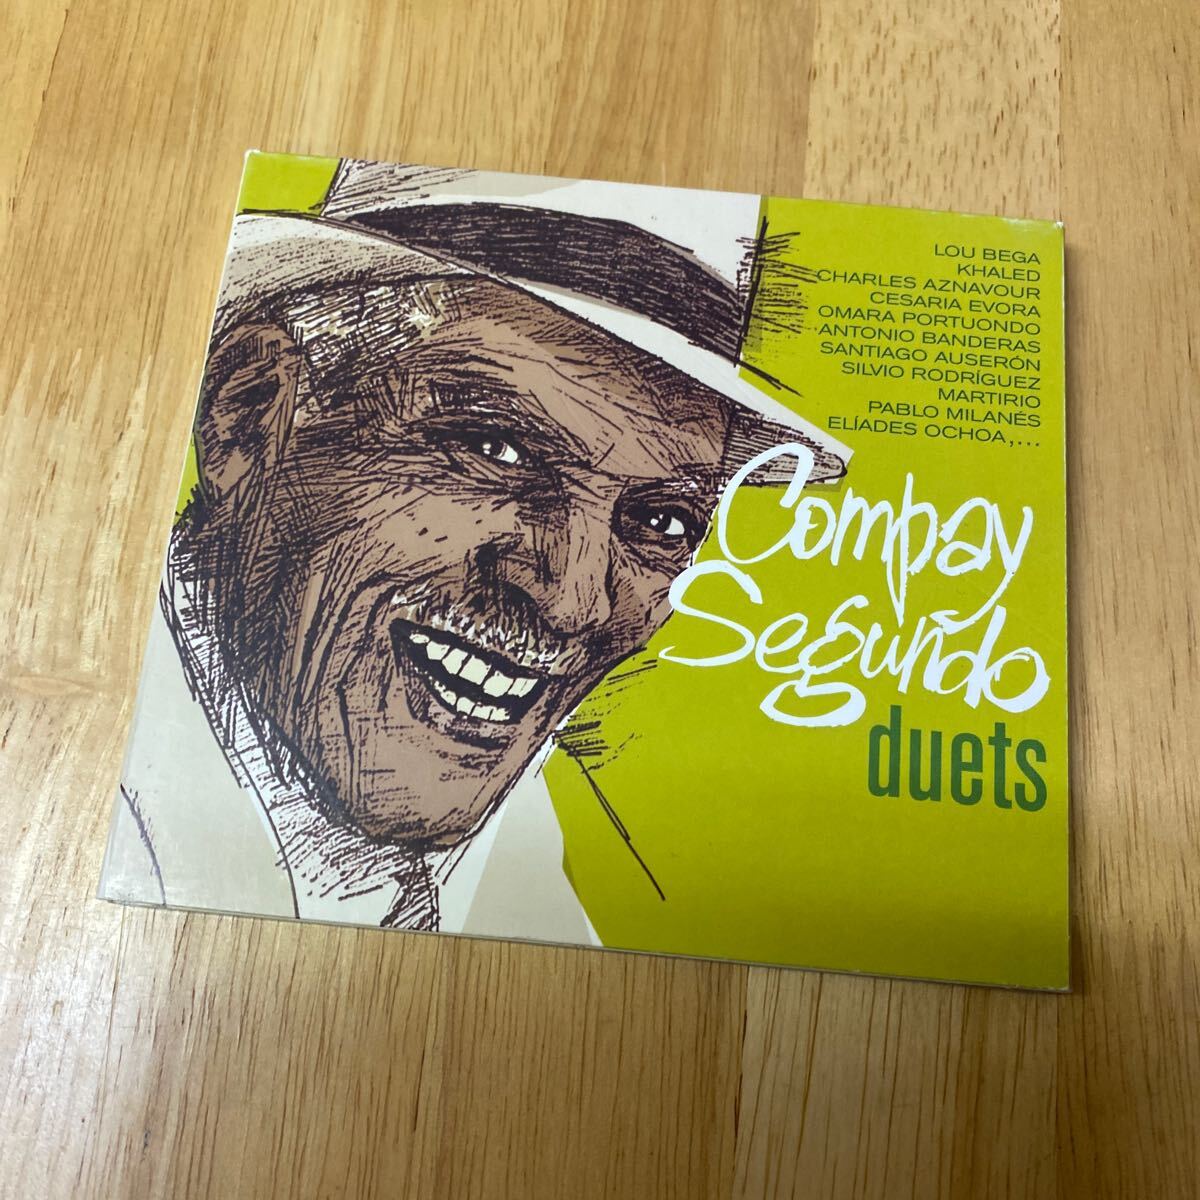 LOU BEGA
KHALED
CHARLES AZNAVOUR
CESARIA EVORA
OMARA PORTUONDO
ANTONIO BANDERAS
SANTIAGO AUSERÓN
SILVIO RODRÍGUEZ
MARTIRIO
PABLO MILANÉS
ELÍADES OCHOA,...
Compay
Segundo
duets